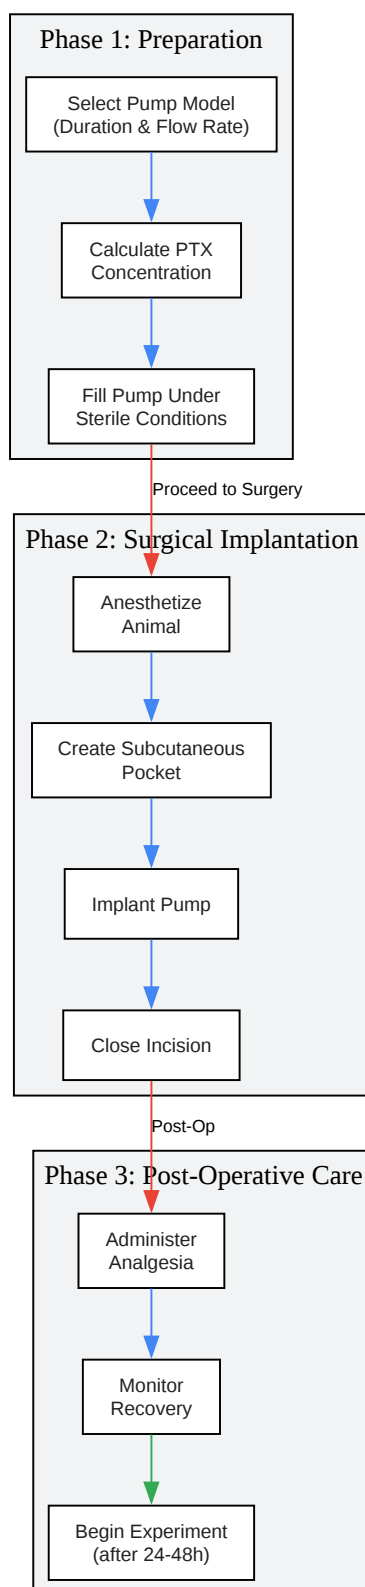 Phase 1: Preparation
Select Pump Model
(Duration & Flow Rate)
Calculate PTX
Concentration
Fill Pump Under
Sterile Conditions
Proceed to Surgery
Phase 2: Surgical Implantation
Anesthetize
Animal
Create Subcutaneous
Pocket
Implant Pump
Close Incision
Post-Op
Phase 3: Post-Operative Care
Administer
Analgesia
Monitor
Recovery
Begin Experiment
(after 24-48h)